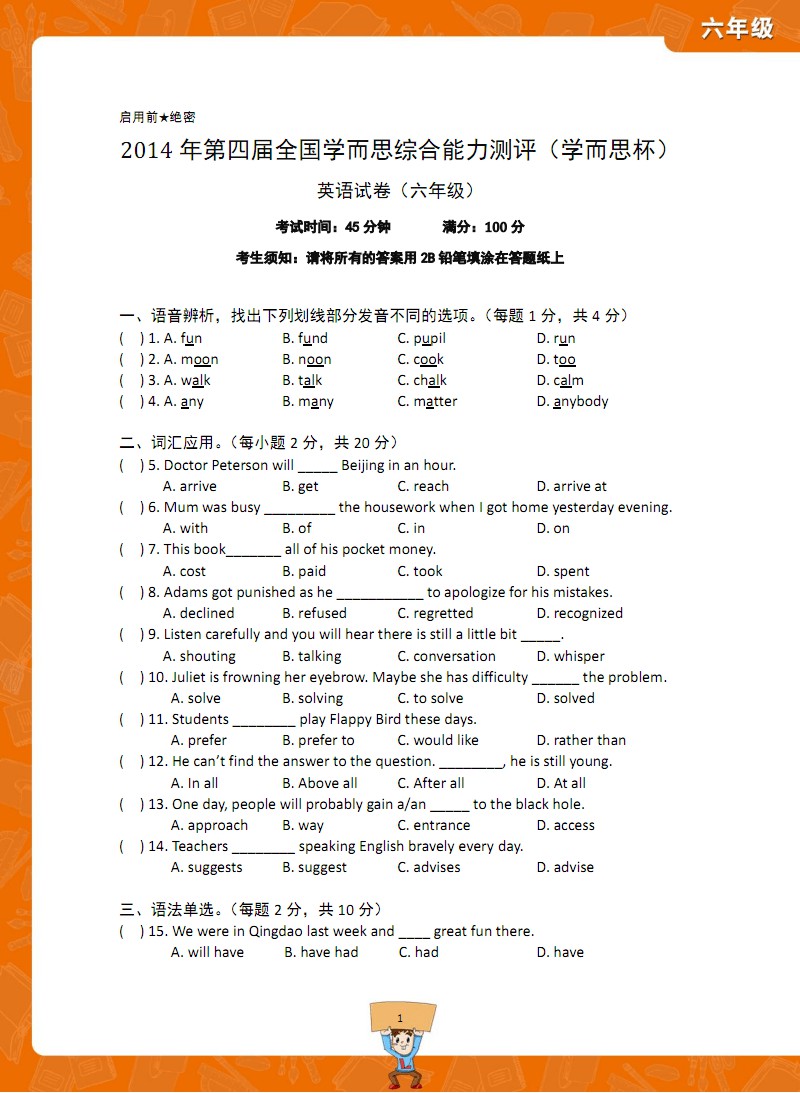 六年级
启用前★绝密
2014 年第四届全国学而思综合能力测评（学而思杯）
英语试卷（六年级）
考试时间：45 分钟 满分：100 分
考生须知：请将所有的答案用 2B 铅笔填涂在答题纸上
一、语音辨析，找出下列划线部分发音不同的选项。（每题 1 分，共 4 分）
( ) 1. A. fun B. fund C. pupil D. run
( ) 2. A. moon B. noon C. cook D. too
( ) 3. A. walk B. talk C. chalk D. calm
( ) 4. A. any B. many C. matter D. anybody
二、词汇应用。（每小题 2 分，共 20 分）
( ) 5. Doctor Peterson will _____ Beijing in an hour.
A. arrive B. get C. reach D. arrive at
( ) 6. Mum was busy _________ the housework when I got home yesterday evening.
A. with B. of C. in D. on
( ) 7. This book_______ all of his pocket money.
A. cost B. paid C. took D. spent
( ) 8. Adams got punished as he ___________ to apologize for his mistakes.
A. declined B. refused C. regretted D. recognized
( ) 9. Listen carefully and you will hear there is still a little bit _____.
A. shouting B. talking C. conversation D. whisper
( ) 10. Juliet is frowning her eyebrow. Maybe she has difficulty ______ the problem.
A. solve B. solving C. to solve D. solved
( ) 11. Students ________ play Flappy Bird these days.
A. prefer B. prefer to C. would like D. rather than
( ) 12. He can’t find the answer to the question. ________, he is still young.
A. In all B. Above all C. After all D. At all
( ) 13. One day, people will probably gain a/an _____ to the black hole.
A. approach B. way C. entrance D. access
( ) 14. Teachers ________ speaking English bravely every day.
A. suggests B. suggest C. advises D. advise
三、语法单选。（每题 2 分，共 10 分）
( ) 15. We were in Qingdao last week and ____ great fun there.
A. will have B. have had C. had D. have
1